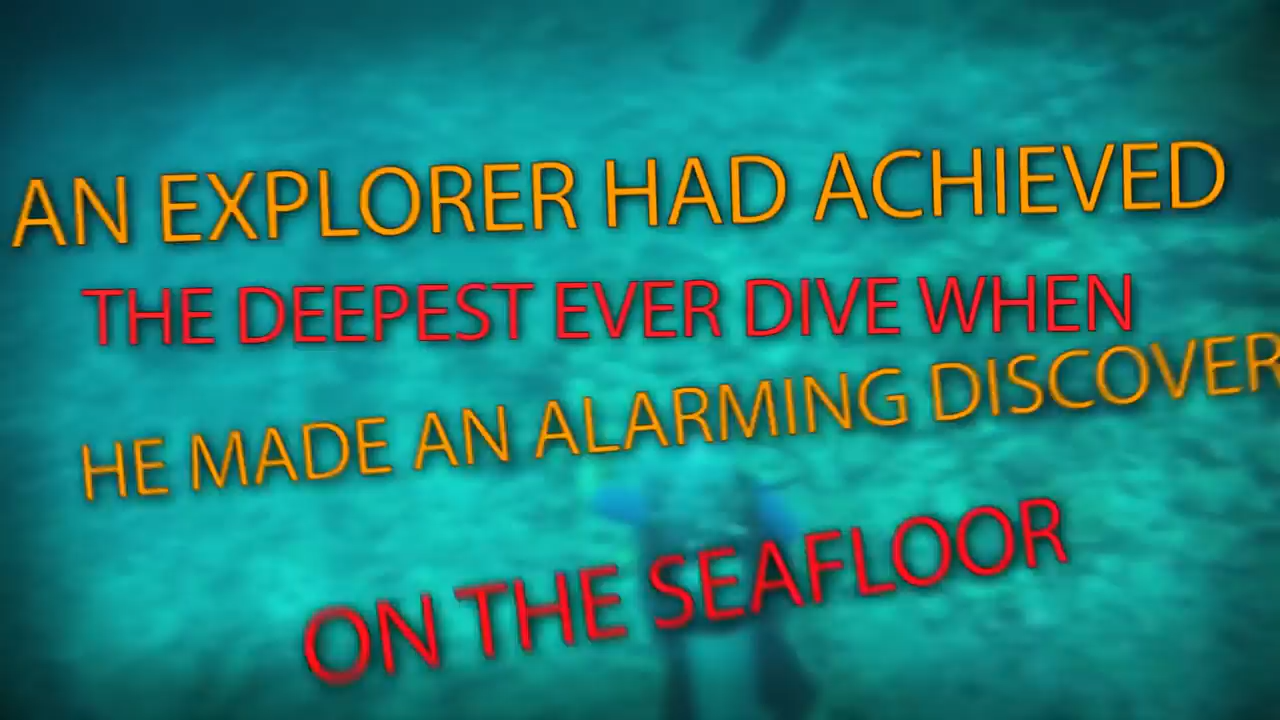 AN EXPLORER HAD ACHIEVED
THE DEEPEST EVER DIVE WHEN
HE MADE AN ALARMING DISCOVER
ON THE SEAFLOOR